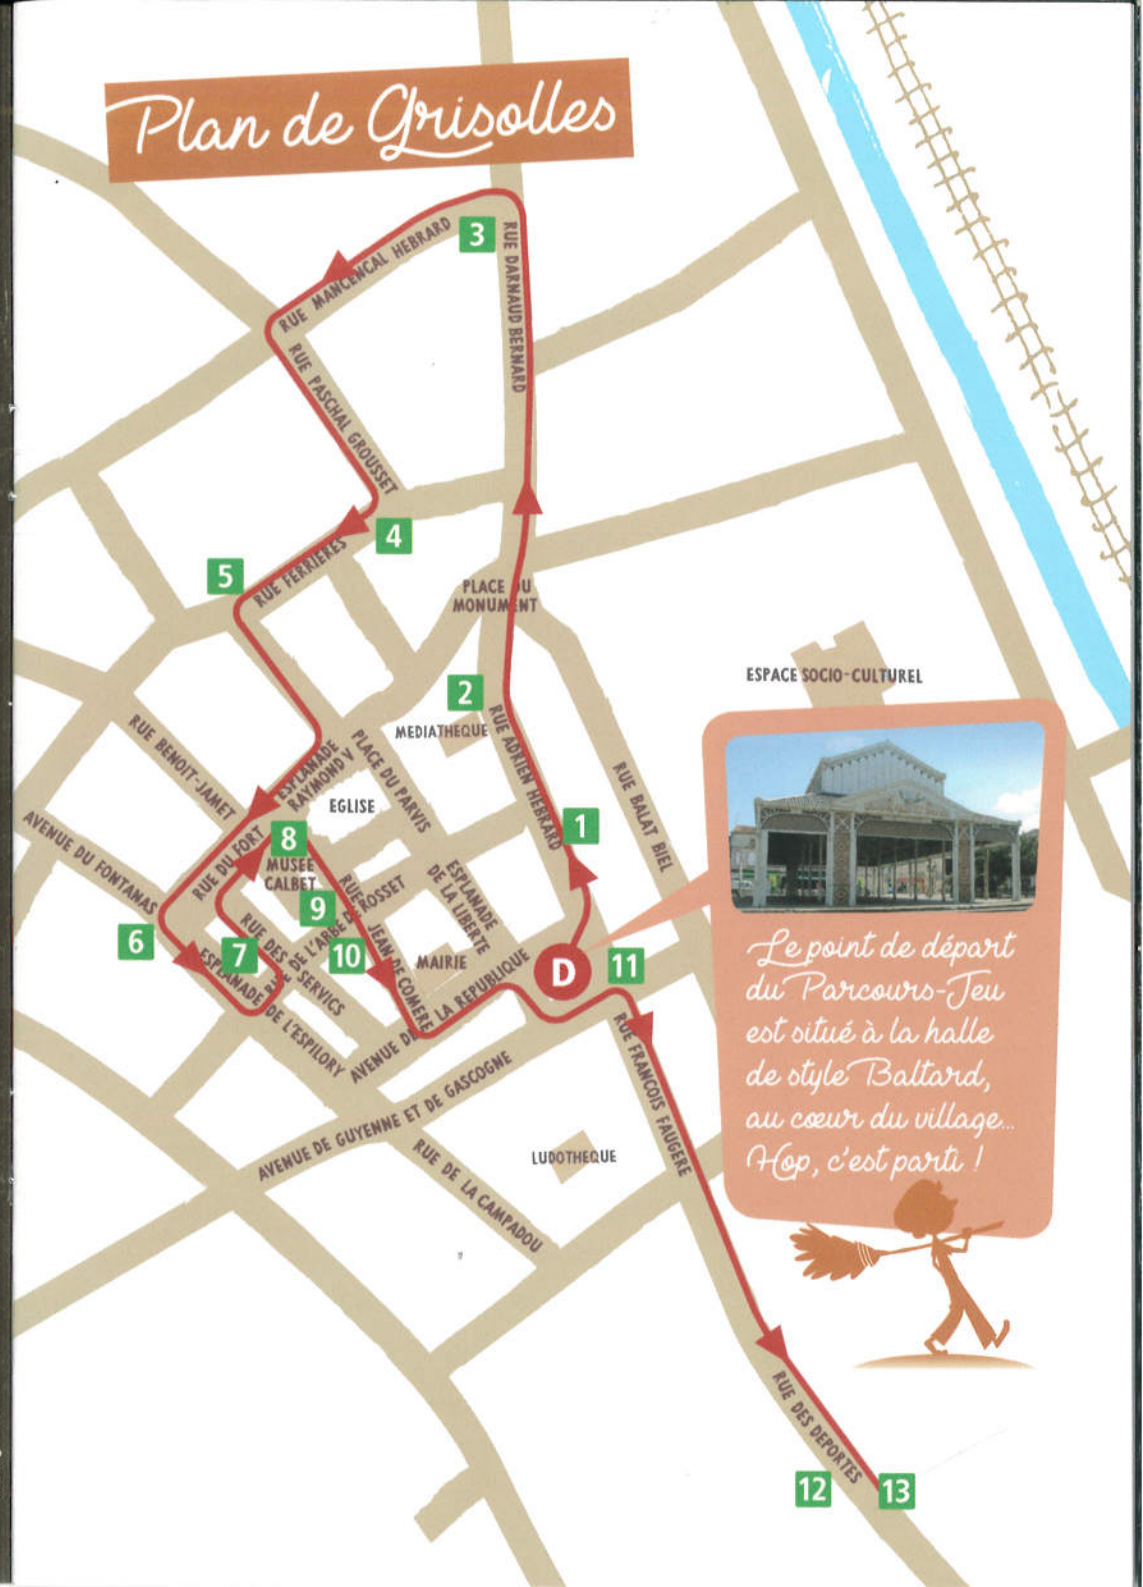 Plan de Grisolles
3
RUE MANCENCAL HEBRARD
RUE DARNAUD BERNARD
RUE PASCHAL GROUSSET
4
5
RUE FERRIERES
PLACE DU
MONUMENT
2
MEDIATHEQUE
RUE ADRIEN HEBRARD
ESPACE SOCIO-CULTUREL
RUE BENOIT-JAMET
ESPLANADE
RAYMOND V
PLACE DU PARVIS
EGLISE
RUE BALAT BIEL
1
AVENUE DU FONTANAS
RUE DU FORT
8
MUSEE
CALBET
9
RUE DE L'ABBE DE ROSSET
RUE JEAN DE COMERE
ESPLANADE
DE LA LIBERTE
6
7
RUE DES SERVICS
10
MAIRIE
D
11
ESPLANADE DE L'ESPILORY
AVENUE DE LA REPUBLIQUE
RUE FRANCOIS FAUGERE
AVENUE DE GUYENNE ET DE GASCOGNE
RUE DE LA CAMPADOU
LUDOTHEQUE
Le point de départ
du Parcours-Jeu
est situé à la halle
de style Baltard,
au cœur du village...
Hop, c'est parti !
RUE DES DEPORTES
12
13